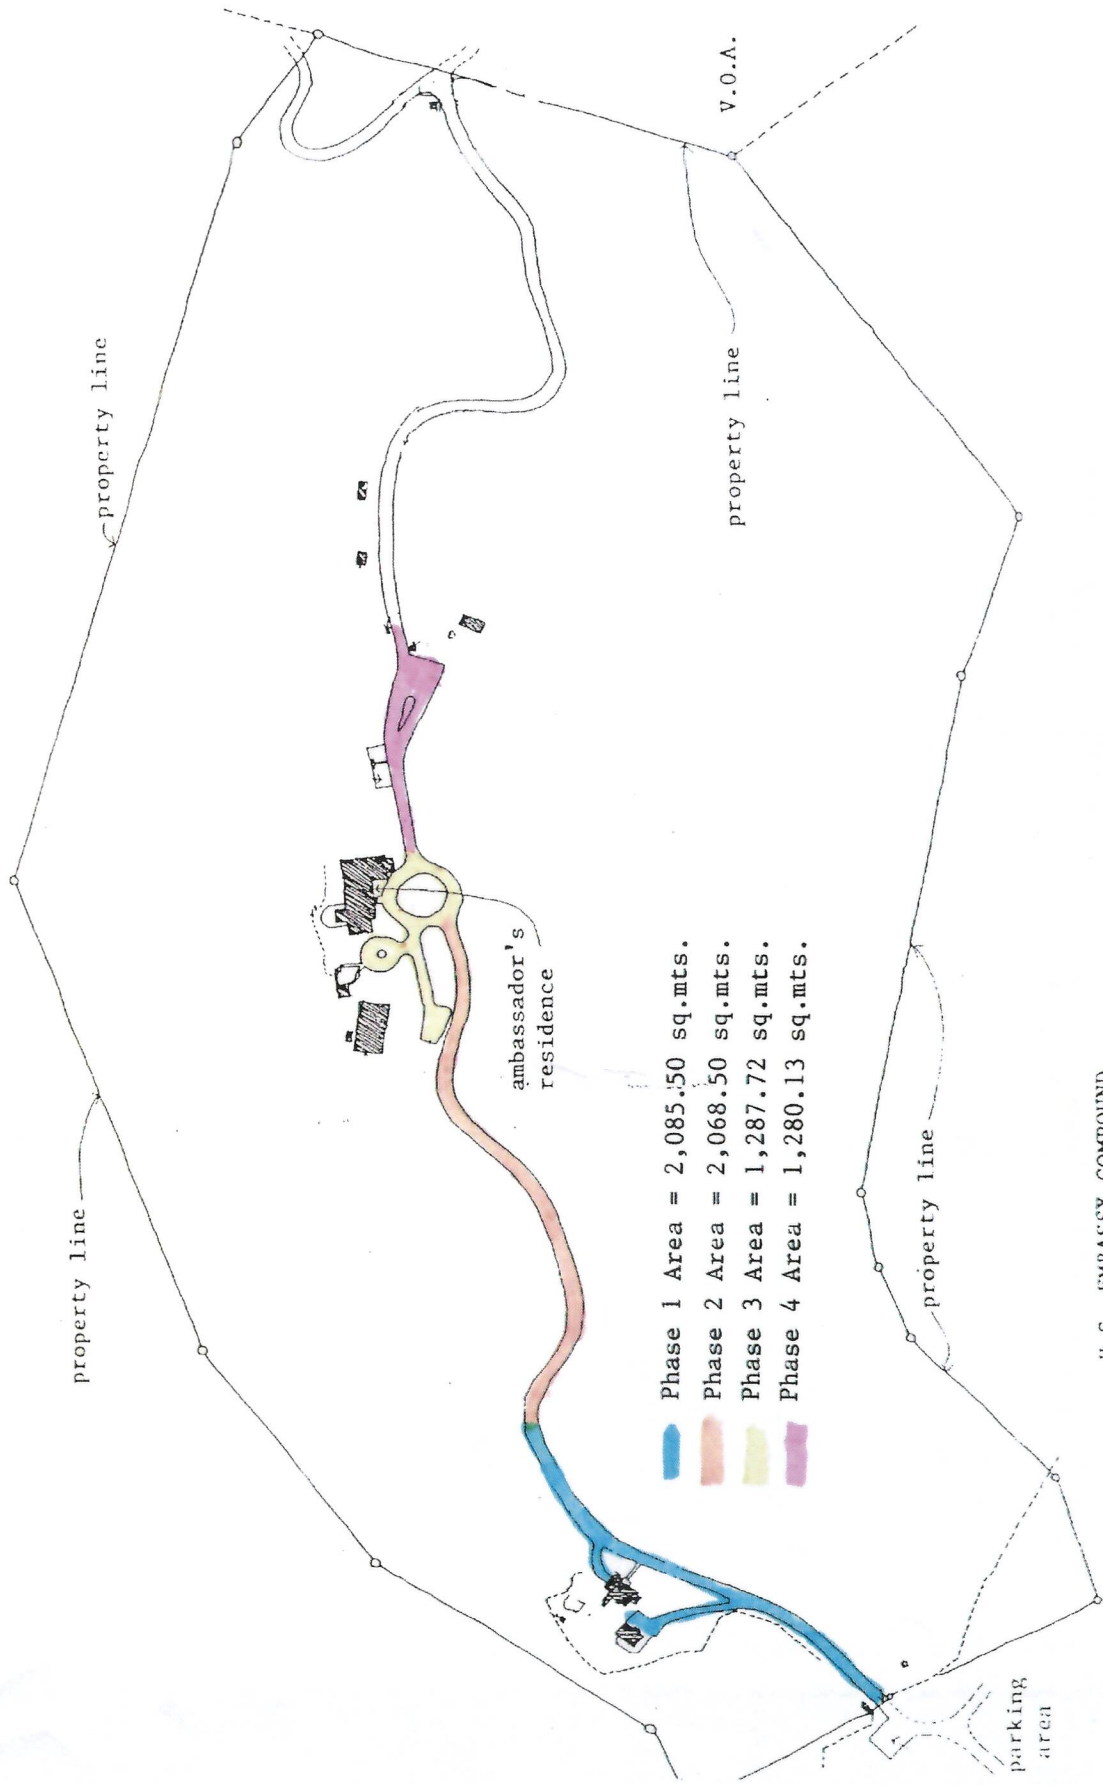 property line
property line
V.O.A.
property line
ambassador's
residence
Phase 1 Area = 2,085.50 sq.mts.
Phase 2 Area = 2,068.50 sq.mts.
Phase 3 Area = 1,287.72 sq.mts.
Phase 4 Area = 1,280.13 sq.mts.
property line
parking
area
U.S. EMBASSY COMPOUND